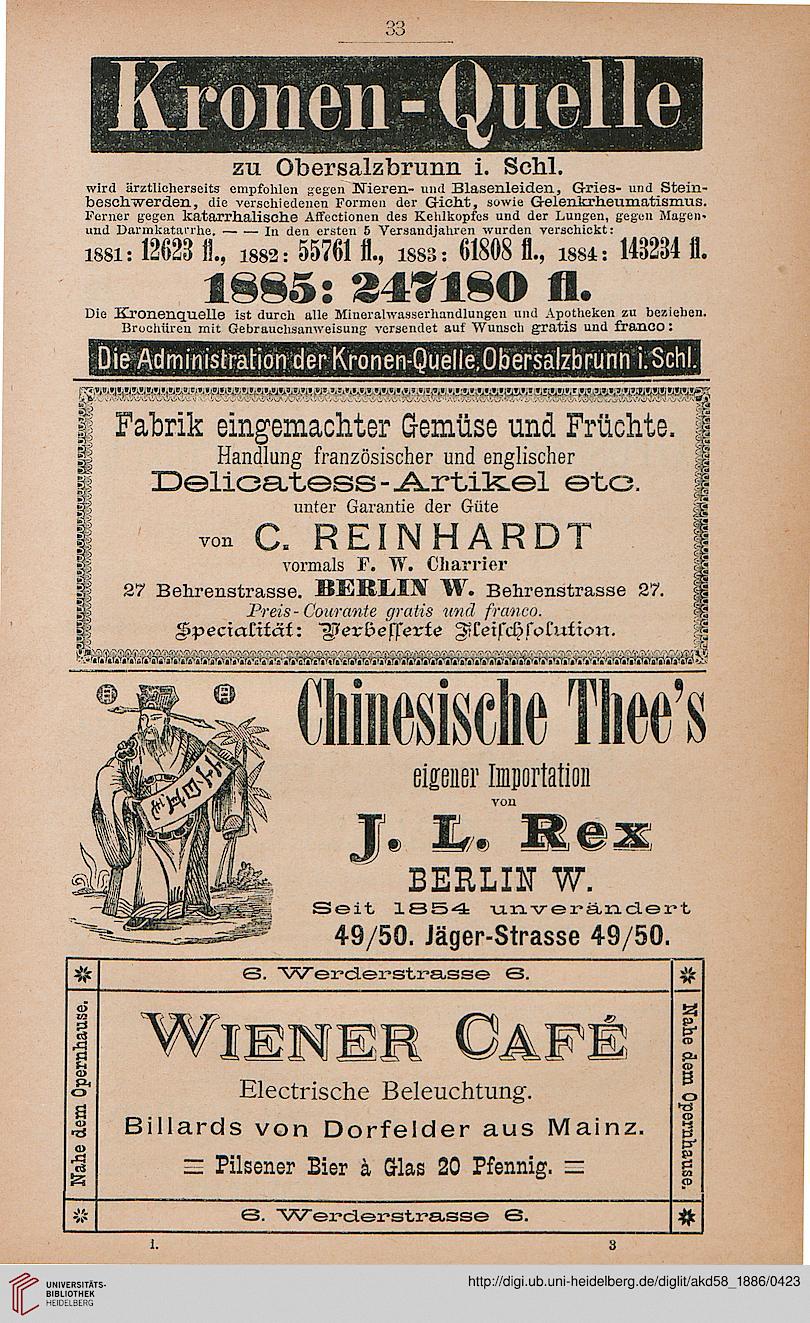 33
Kronen-Quelle
zu Obersalzbrunn i. Schl.
wird ärztlicherseits empfohlen gegen Nieren- und Blasenleiden, Gries- und Stein-
beschwerden, die verschiedenen Formen der Gicht, sowie Gelenkrheumatismus.
Ferner gegen katarrhalische Affectionen des Kehlkopfes und der Lungen, gegen Magen-
und Darmkatarrhe. — — In den ersten 5 Versandjahren wurden verschickt:
1881: 12623 fl., 1882: 55761 fl., 1883: 61808 fl., 1884: 143234 fl.
1885: 247180 fl.
Die Kronenquelle ist durch alle Mineralwasserhandlungen und Apotheken zu beziehen.
Brochüren mit Gebrauchsanweisung versendet auf Wunsch gratis und franco:
Die Administration der Kronen-Quelle, Obersalzbrunn i. Schl.
Fabrik eingemachter Gemüse und Früchte.
Handlung französischer und englischer
Delicatess-Artikel etc.
unter Garantie der Güte
von C. REINHARDT
vormals F. W. Charrier
27 Behrenstrasse. BERLIN W. Behrenstrasse 27.
Preis-Courante gratis und franco.
Specialität: Verbesserte Fleischsolution.
Chinesische Thee's
eigener Importation
von
J. L. Rex
BERLIN W.
Seit 1854 unverändert
49/50. Jäger-Strasse 49/50.
6. Werderstrasse 6.
Nahe dem Opernhause.
WIENER CAFÉ
Electrische Beleuchtung.
Billards von Dorfelder aus Mainz.
Pilsener Bier à Glas 20 Pfennig.
Nahe dem Opernhause.
6. Werderstrasse 6.
1. 3
UNIVERSITÄTS-
BIBLIOTHEK
HEIDELBERG
http://digi.ub.uni-heidelberg.de/diglit/akd58_1886/0423